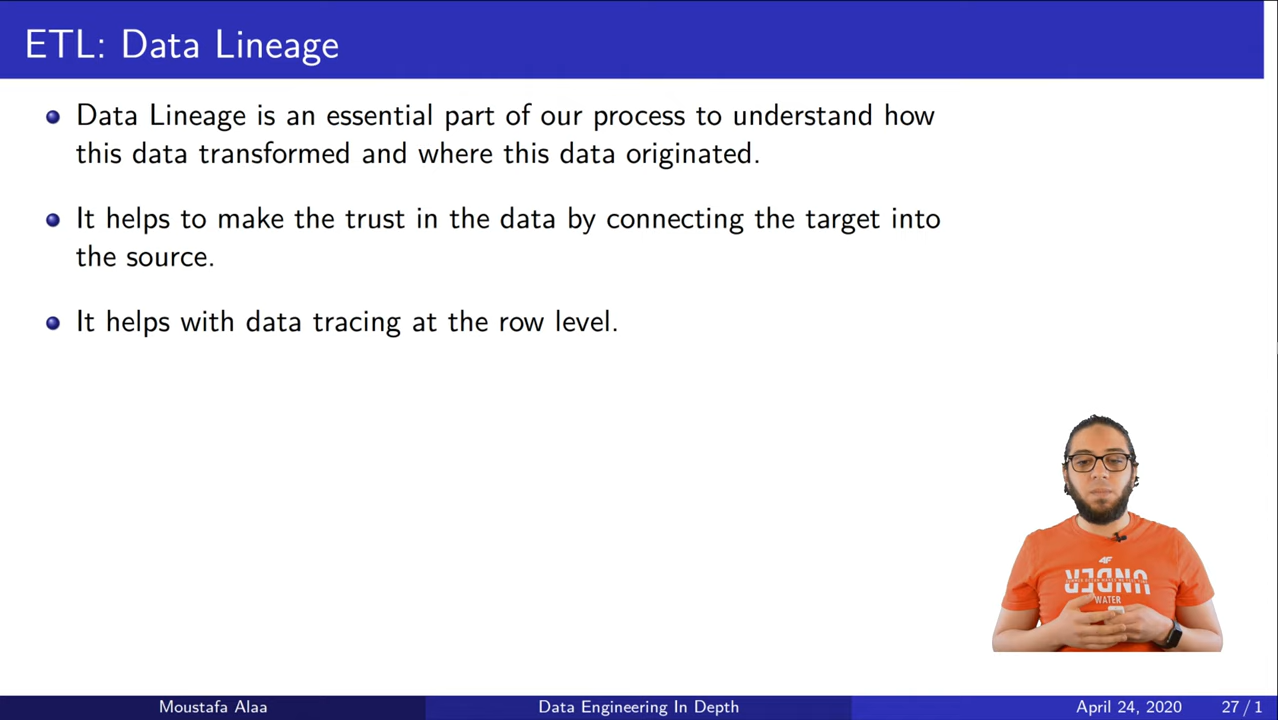 ETL: Data Lineage
Data Lineage is an essential part of our process to understand how
this data transformed and where this data originated.
It helps to make the trust in the data by connecting the target into
the source.
It helps with data tracing at the row level.
4F
UNDER
WATER
Moustafa Alaa
Data Engineering In Depth
April 24, 2020
27 / 1